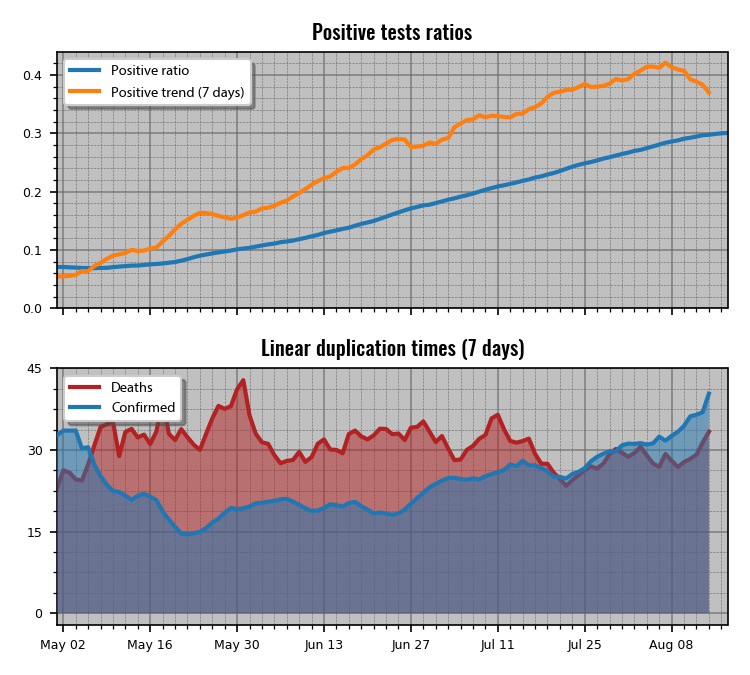 Positive tests ratios
Positive ratio
Positive trend (7 days)
0.4
0.3
0.2
0.1
0.0
Linear duplication times (7 days)
Deaths
Confirmed
45
30
15
0
May 02 May 16 May 30 Jun 13 Jun 27 Jul 11 Jul 25 Aug 08